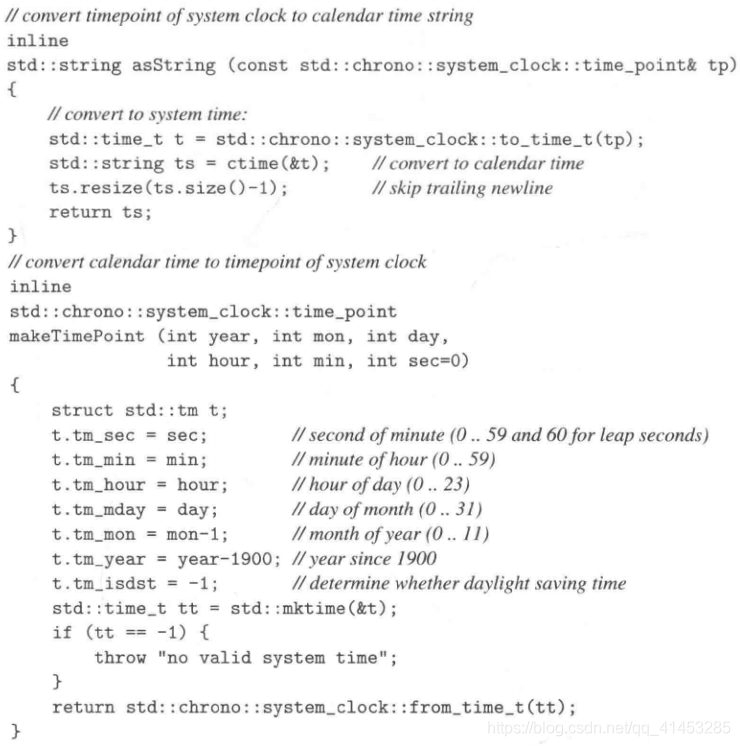 // convert timepoint of system clock to calendar time string
inline
std::string asString (const std::chrono::system_clock::time_point& tp)
{
    // convert to system time:
    std::time_t t = std::chrono::system_clock::to_time_t(tp);
    std::string ts = ctime(&t);    // convert to calendar time
    ts.resize(ts.size()-1);        // skip trailing newline
    return ts;
}
// convert calendar time to timepoint of system clock
inline
std::chrono::system_clock::time_point
makeTimePoint (int year, int mon, int day,
               int hour, int min, int sec=0)
{
    struct std::tm t;
    t.tm_sec = sec;        // second of minute (0 .. 59 and 60 for leap seconds)
    t.tm_min = min;        // minute of hour (0 .. 59)
    t.tm_hour = hour;      // hour of day (0 .. 23)
    t.tm_mday = day;       // day of month (0 .. 31)
    t.tm_mon = mon-1;      // month of year (0 .. 11)
    t.tm_year = year-1900; // year since 1900
    t.tm_isdst = -1;       // determine whether daylight saving time
    std::time_t tt = std::mktime(&t);
    if (tt == -1) {
        throw "no valid system time";
    }
    return std::chrono::system_clock::from_time_t(tt);
}
https://blog.csdn.net/qq_41453285